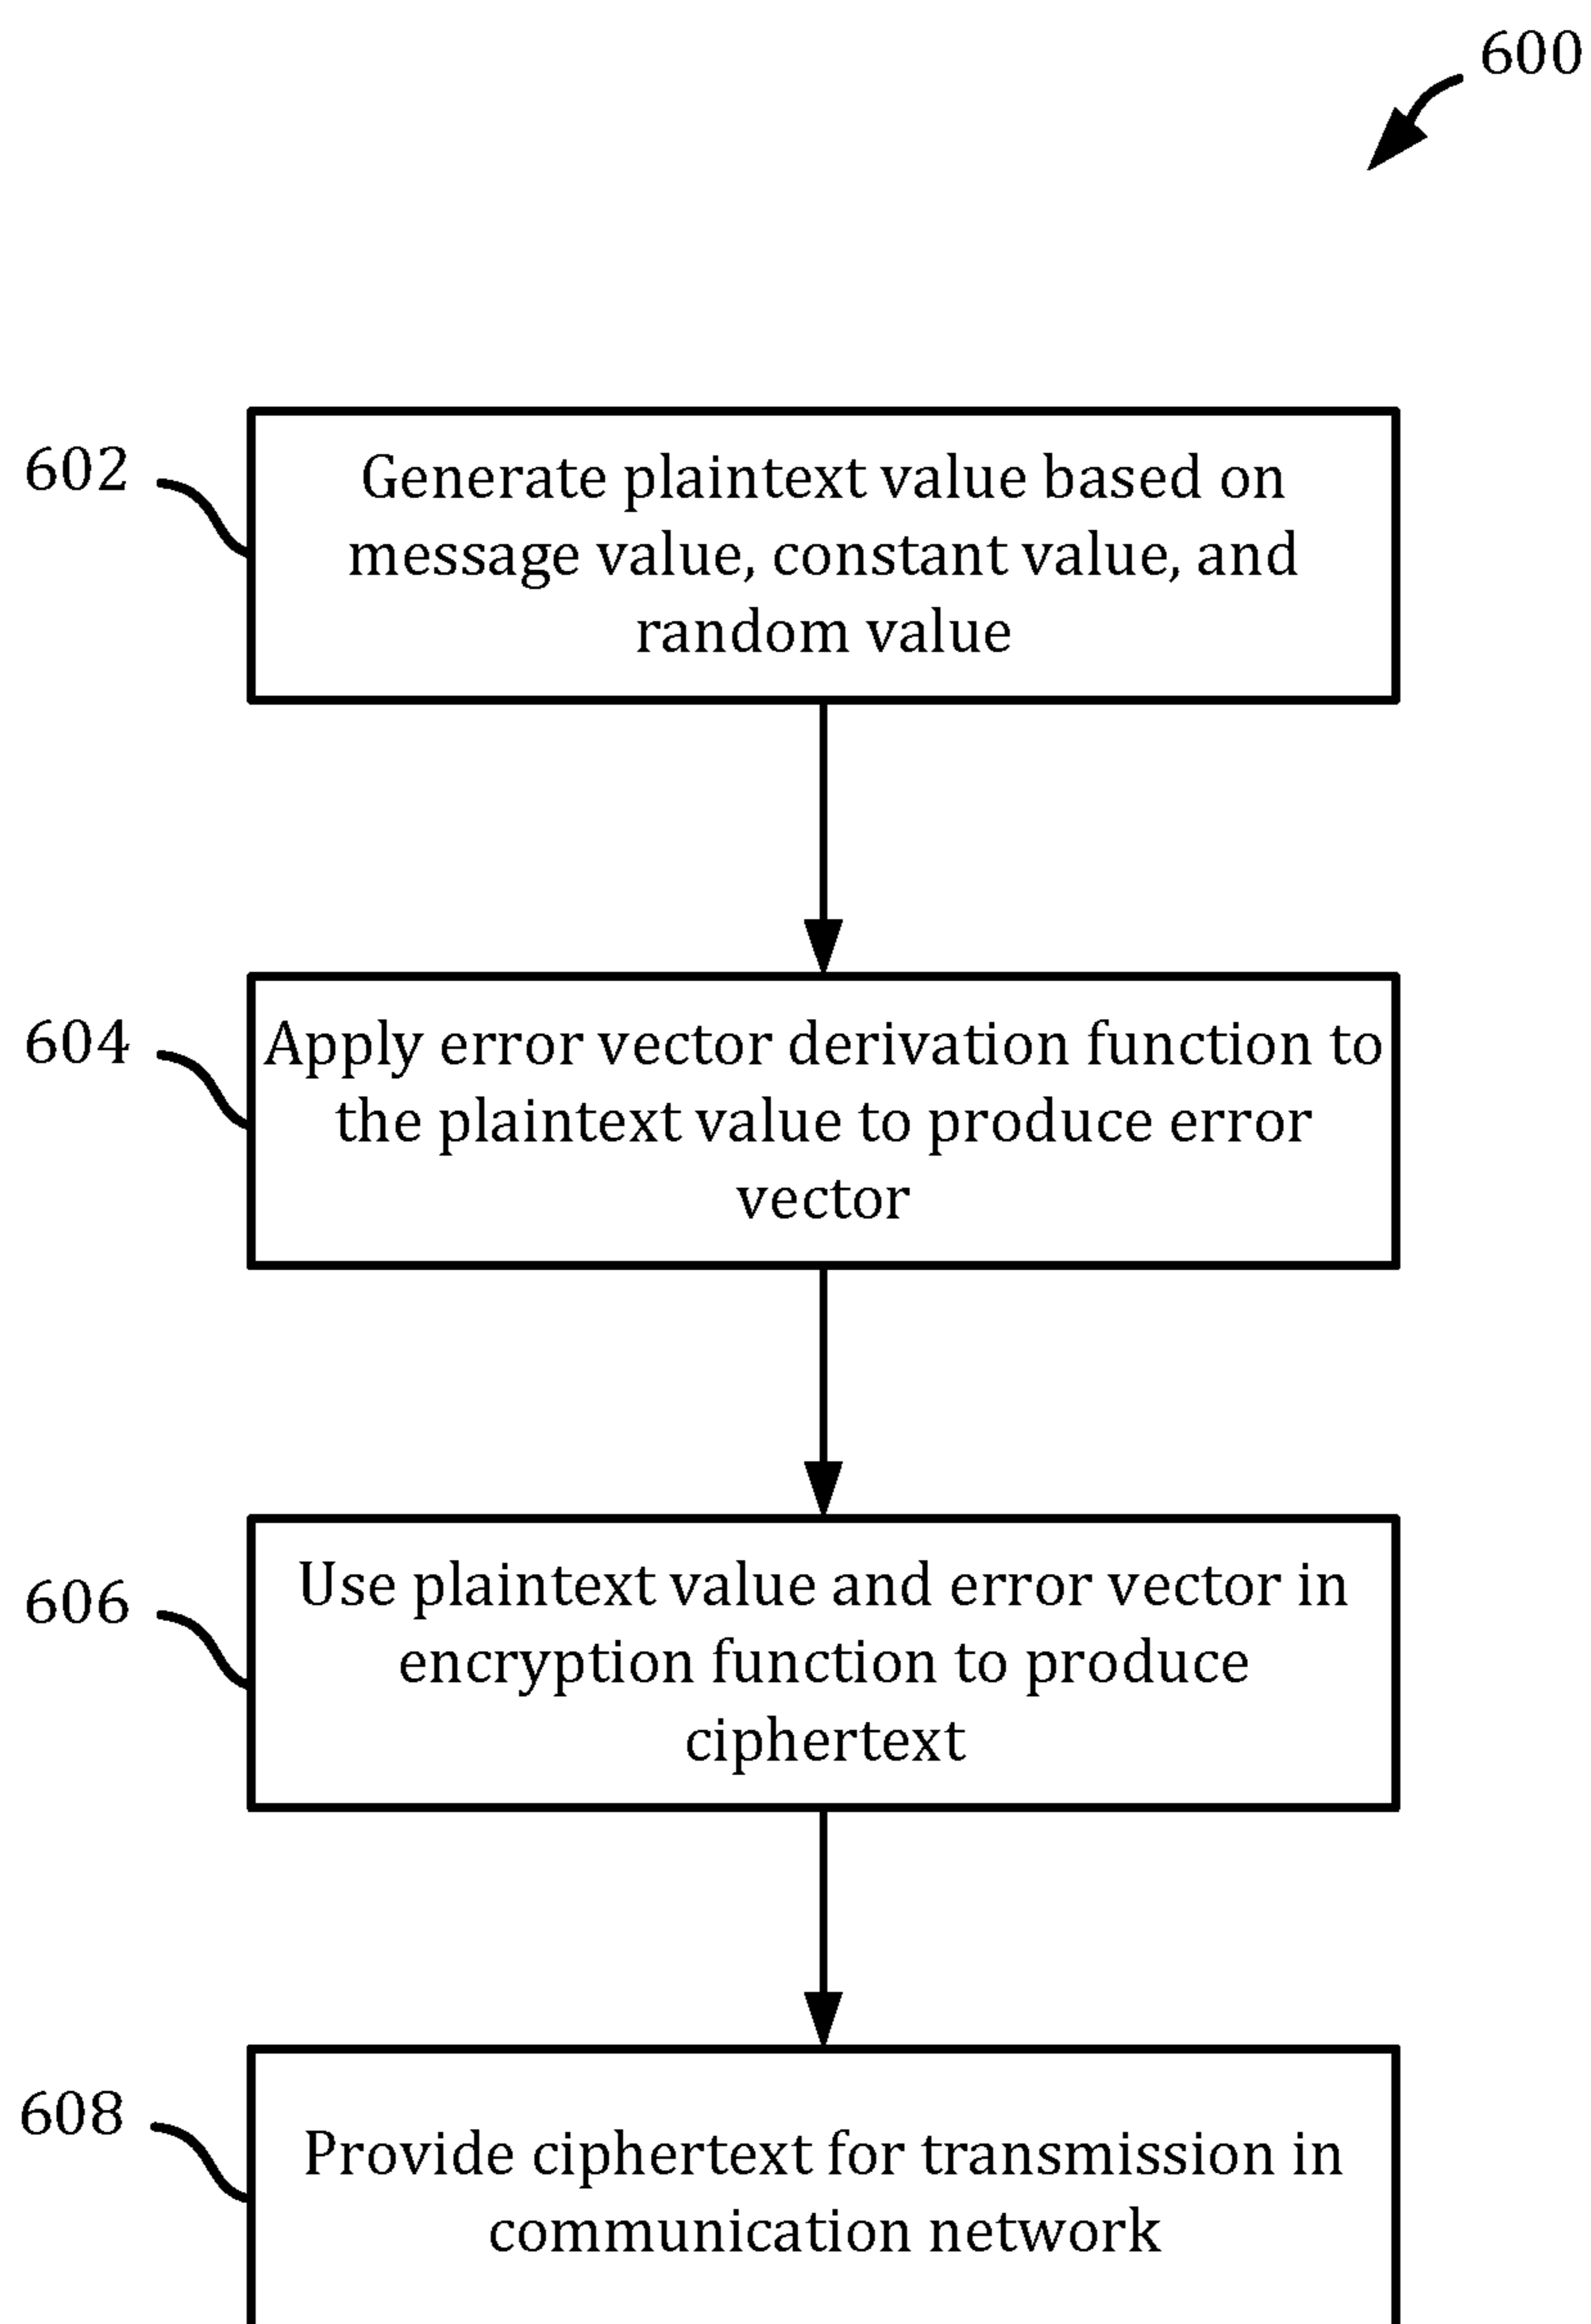 600
602
Generate plaintext value based on
message value, constant value, and
random value
604
Apply error vector derivation function to
the plaintext value to produce error
vector
606
Use plaintext value and error vector in
encryption function to produce
ciphertext
608
Provide ciphertext for transmission in
communication network